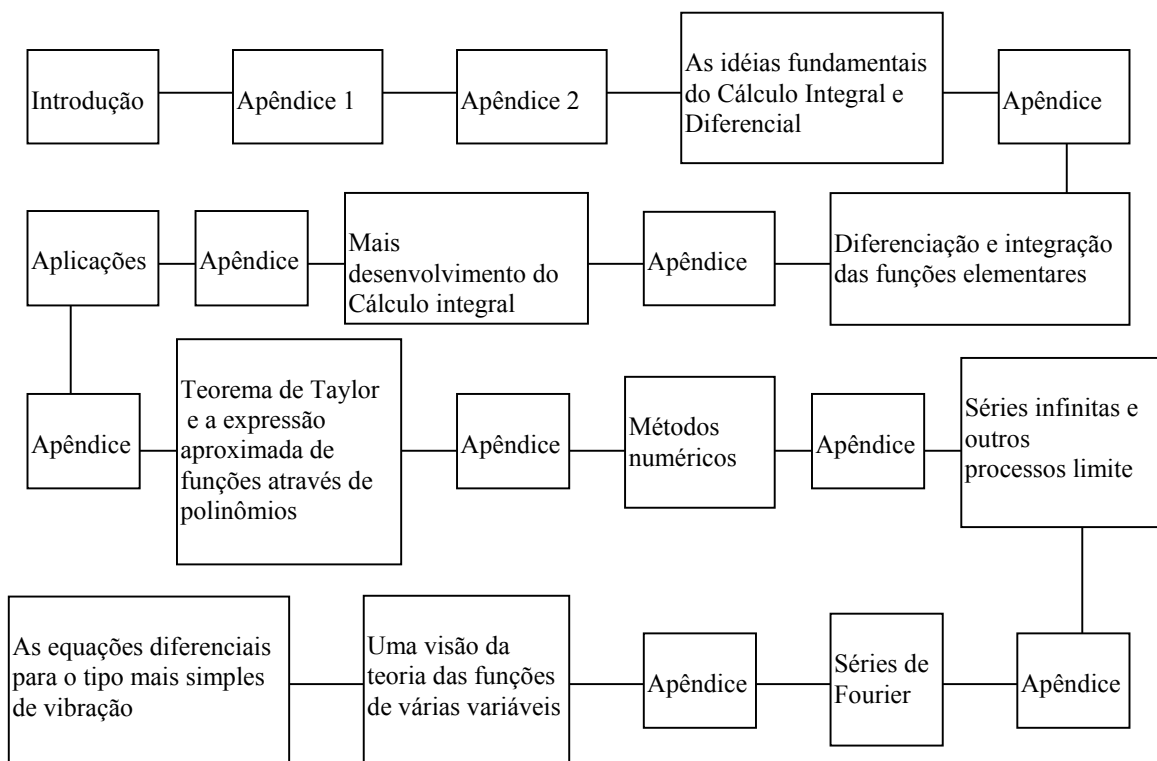 Introdução
Apêndice 1
Apêndice 2
As idéias fundamentais
do Cálculo Integral e
Diferencial
Apêndice
Diferenciação e integração
das funções elementares
Apêndice
Mais
desenvolvimento do
Cálculo integral
Apêndice
Aplicações
Apêndice
Teorema de Taylor
e a expressão
aproximada de
funções através de
polinômios
Apêndice
Métodos
numéricos
Apêndice
Séries infinitas e
outros
processos limite
Apêndice
Séries de
Fourier
Apêndice
Uma visão da
teoria das funções
de várias variáveis
As equações diferenciais
para o tipo mais simples
de vibração